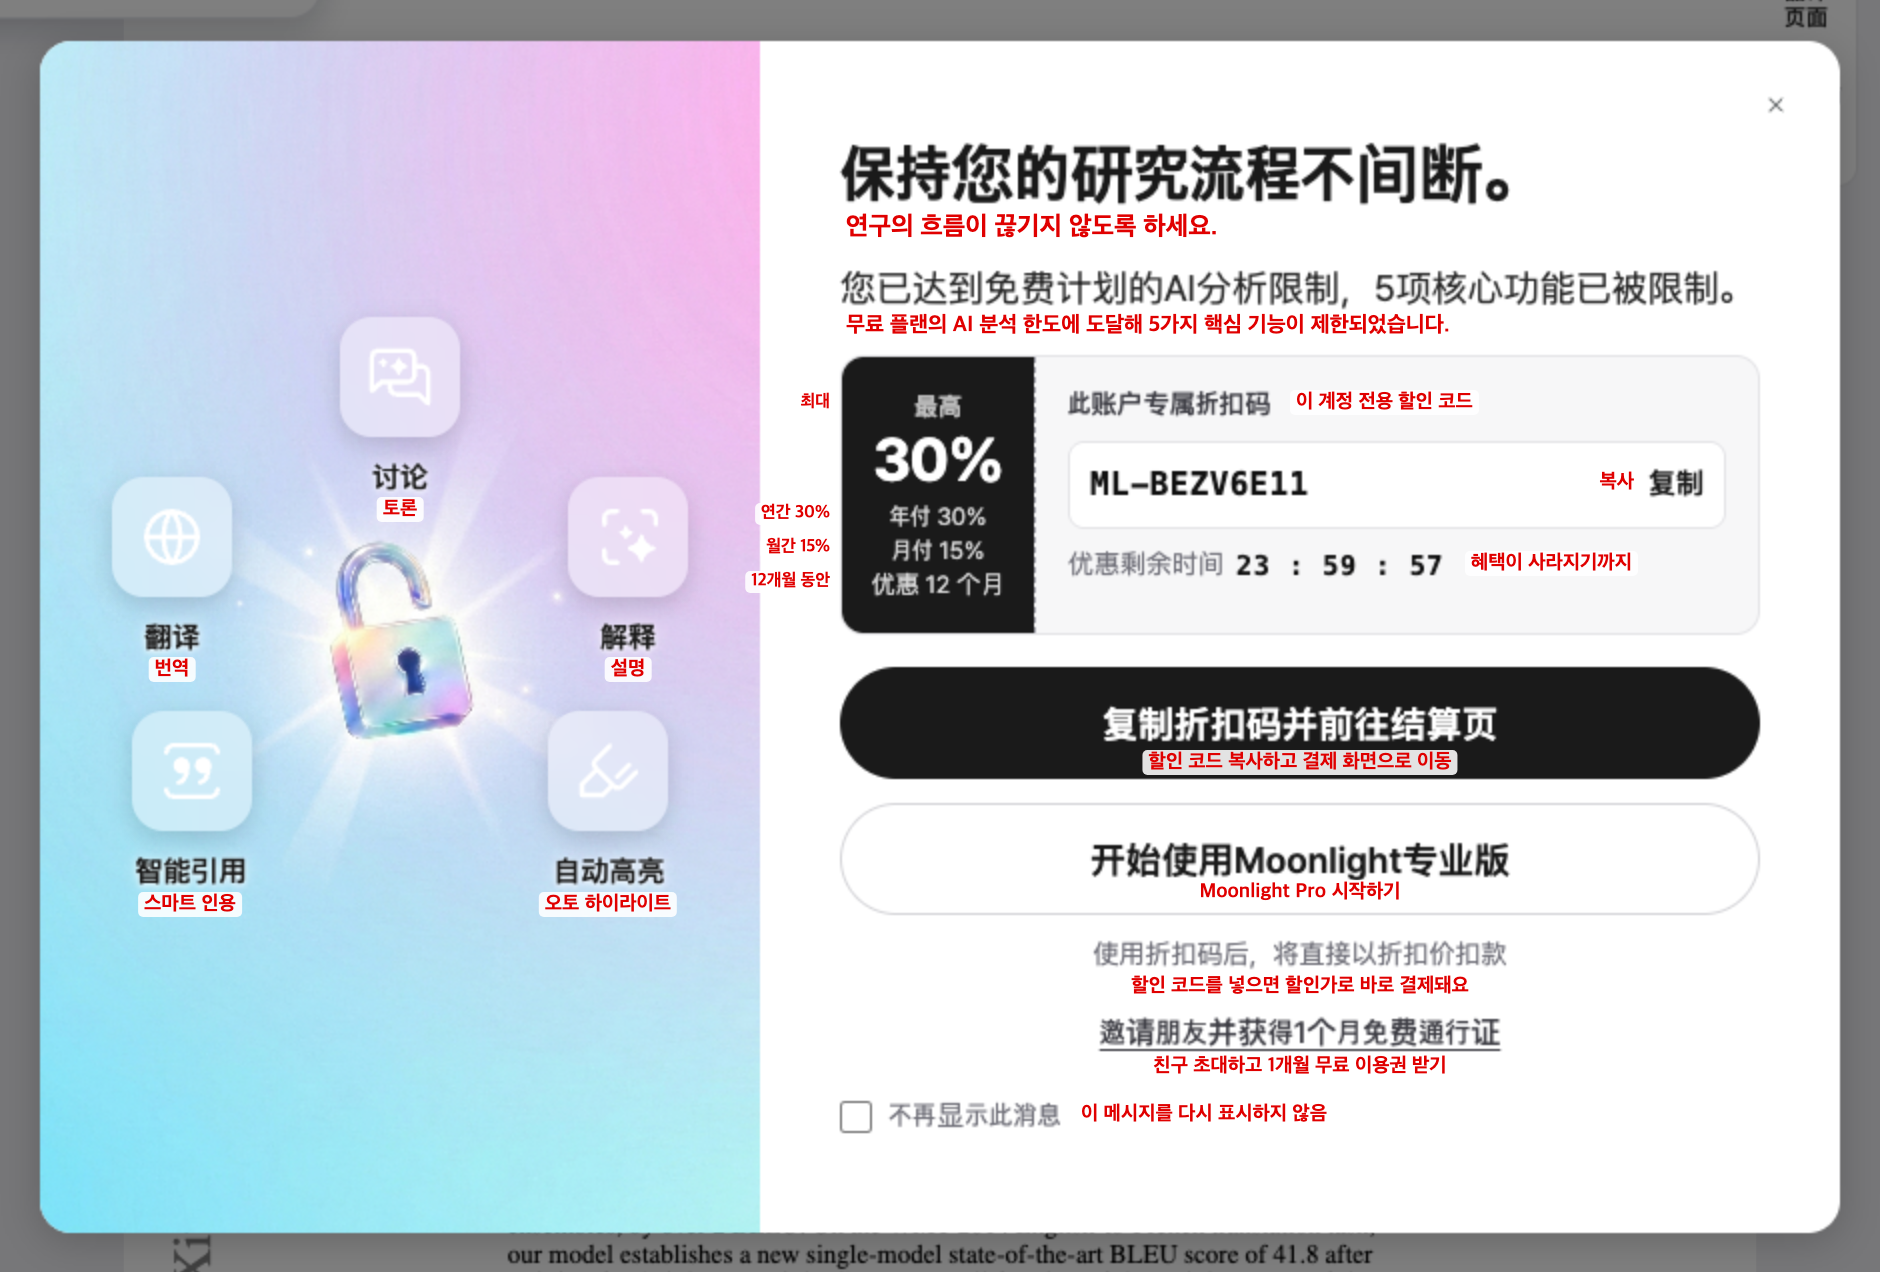 页面
保持您的研究流程不间断。
연구의 흐름이 끊기지 않도록 하세요.
您已达到免费计划的AI分析限制，5项核心功能已被限制。
무료 플랜의 AI 분석 한도에 도달해 5가지 핵심 기능이 제한되었습니다.
讨论
토론
翻译
번역
解释
설명
智能引用
스마트 인용
自动高亮
오토 하이라이트
최대
最高
30%
연간 30%
年付 30%
월간 15%
月付 15%
12개월 동안
优惠 12 个月
此账户专属折扣码 이 계정 전용 할인 코드
ML-BEZV6E11 복사 复制
优惠剩余时间 23 : 59 : 57 혜택이 사라지기까지
复制折扣码并前往结算页
할인 코드 복사하고 결제 화면으로 이동
开始使用Moonlight专业版
Moonlight Pro 시작하기
使用折扣码后，将直接以折扣价扣款
할인 코드를 넣으면 할인가로 바로 결제돼요
邀请朋友并获得1个月免费通行证
친구 초대하고 1개월 무료 이용권 받기
不再显示此消息 이 메시지를 다시 표시하지 않음
our model establishes a new single-model state-of-the-art BLEU score of 41.8 after
Xi